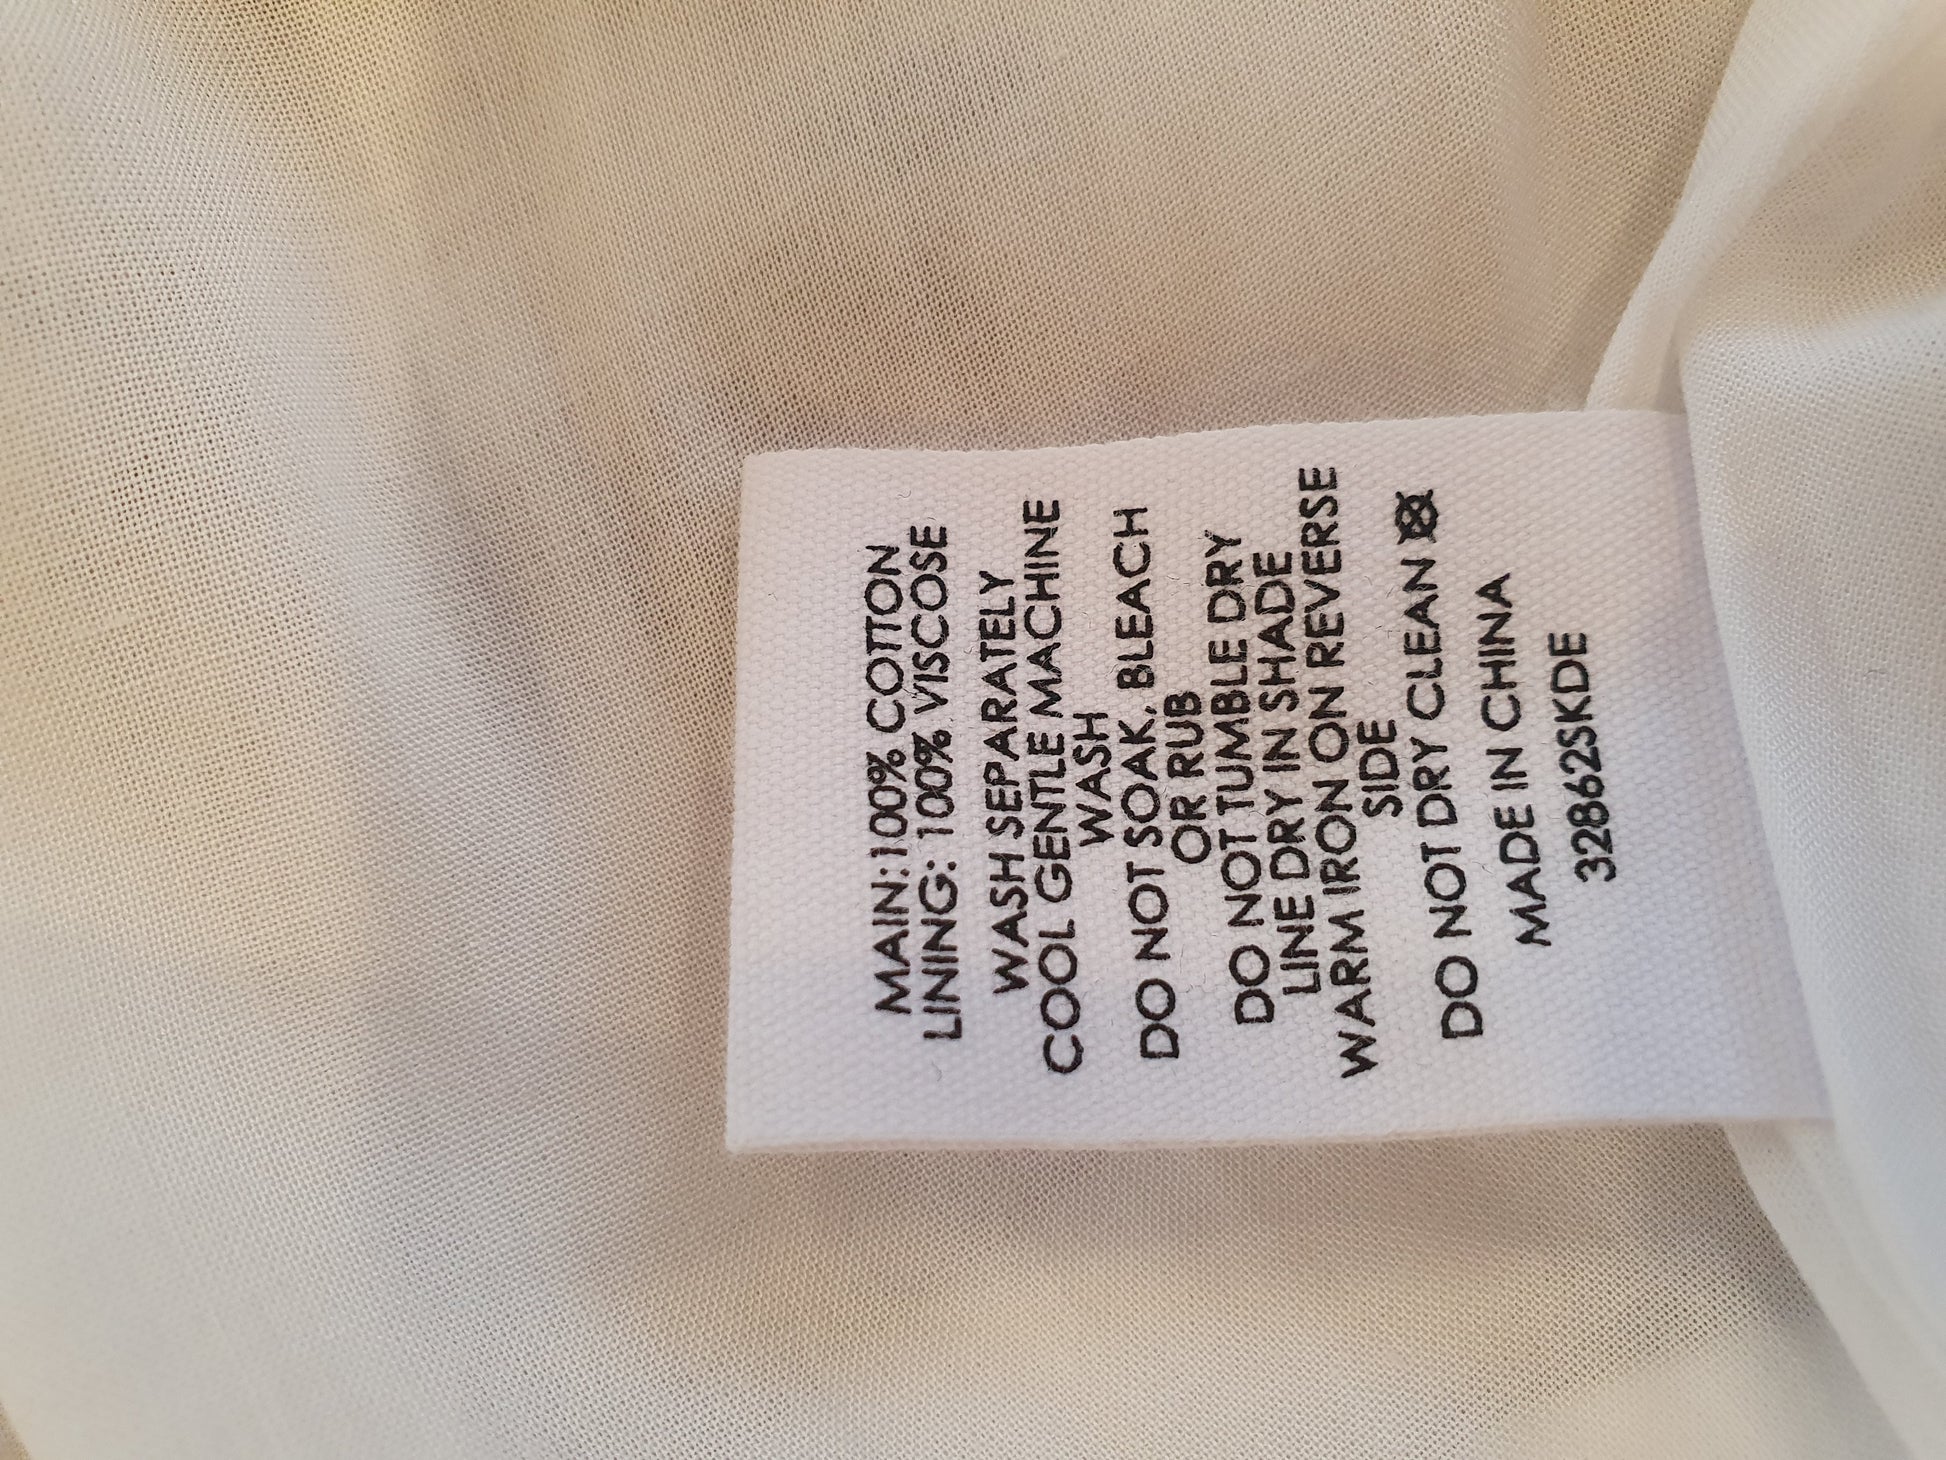 MAIN:100% COTTON
LINING: 100% VISCOSE
WASH SEPARATELY
COOL GENTLE MACHINE
WASH
DO NOT SOAK, BLEACH
OR RUB
DO NOT TUMBLE DRY
LINE DRY IN SHADE
WARM IRON ON REVERSE
SIDE
DO NOT DRY CLEAN
MADE IN CHINA
32862SKDE